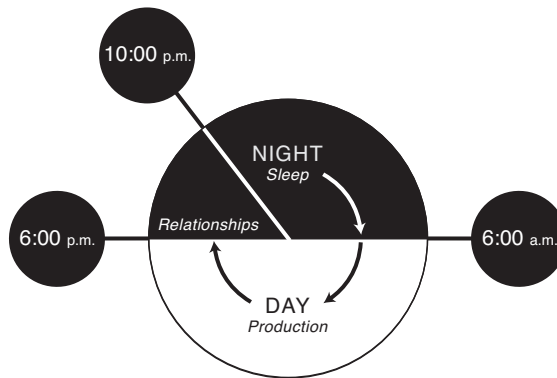 10:00 p.m.
NIGHT
Sleep
Relationships
6:00 p.m.
6:00 a.m.
DAY
Production